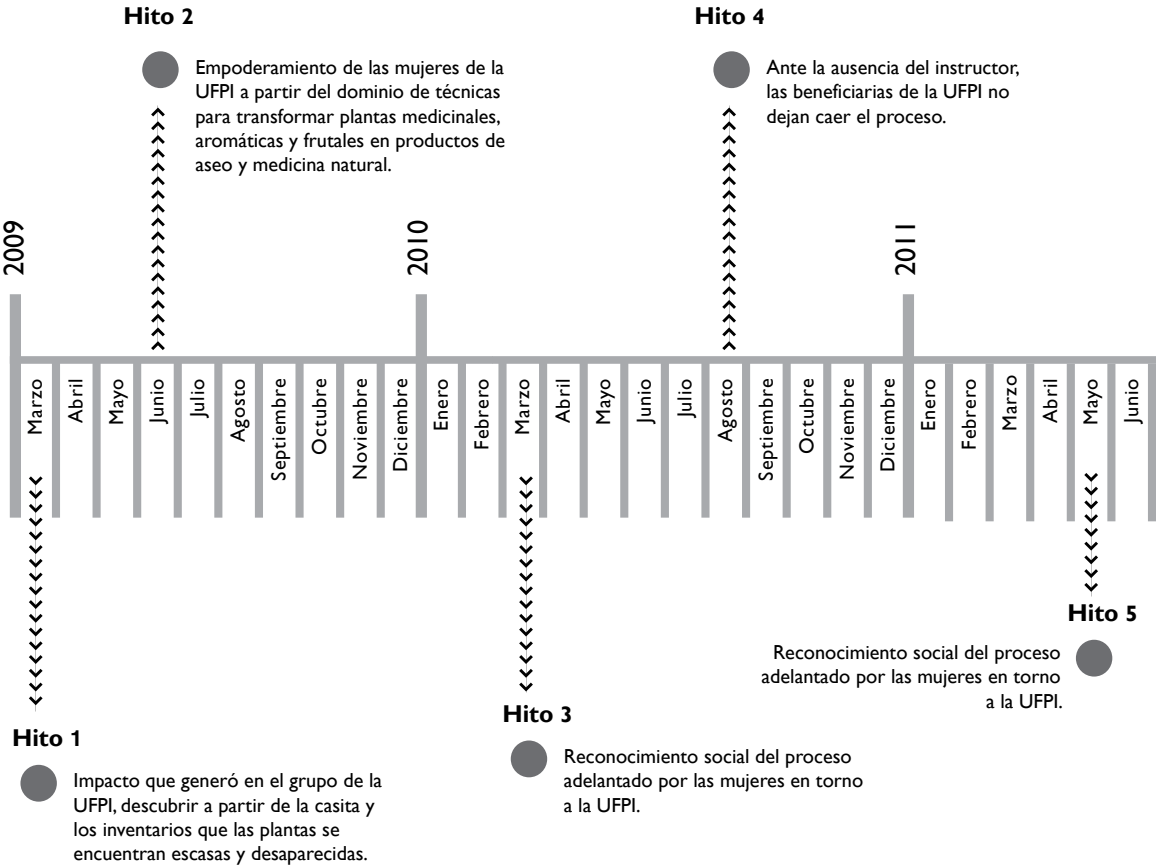 Hito 2
Empoderamiento de las mujeres de la
UFPI a partir del dominio de técnicas
para transformar plantas medicinales,
aromáticas y frutales en productos de
aseo y medicina natural.
Hito 4
Ante la ausencia del instructor,
las beneficiarias de la UFPI no
dejan caer el proceso.
2009
2010
2011
Marzo
Abril
Mayo
Junio
Julio
Agosto
Septiembre
Octubre
Noviembre
Diciembre
Enero
Febrero
Marzo
Abril
Mayo
Junio
Julio
Agosto
Septiembre
Octubre
Noviembre
Diciembre
Enero
Febrero
Marzo
Abril
Mayo
Junio
Hito 1
Impacto que generó en el grupo de la
UFPI, descubrir a partir de la casita y
los inventarios que las plantas se
encuentran escasas y desaparecidas.
Hito 3
Reconocimiento social del proceso
adelantado por las mujeres en torno
a la UFPI.
Hito 5
Reconocimiento social del proceso
adelantado por las mujeres en torno
a la UFPI.